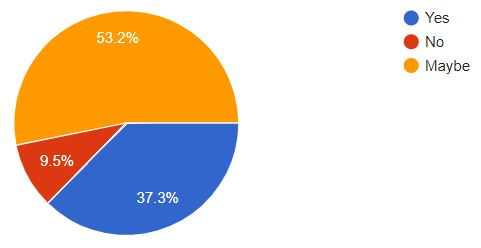 53.2%
9.5%
37.3%
Yes
No
Maybe